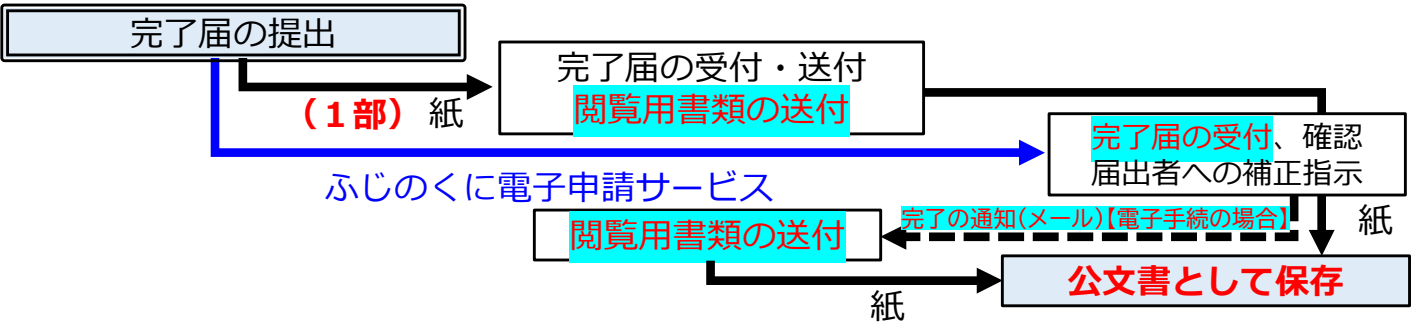 完了届の提出
完了届の受付・送付
閲覧用書類の送付
（１部）紙
完了届の受付、確認
届出者への補正指示
ふじのくに電子申請サービス
完了の通知(メール)【電子手続の場合】
紙
閲覧用書類の送付
公文書として保存
紙